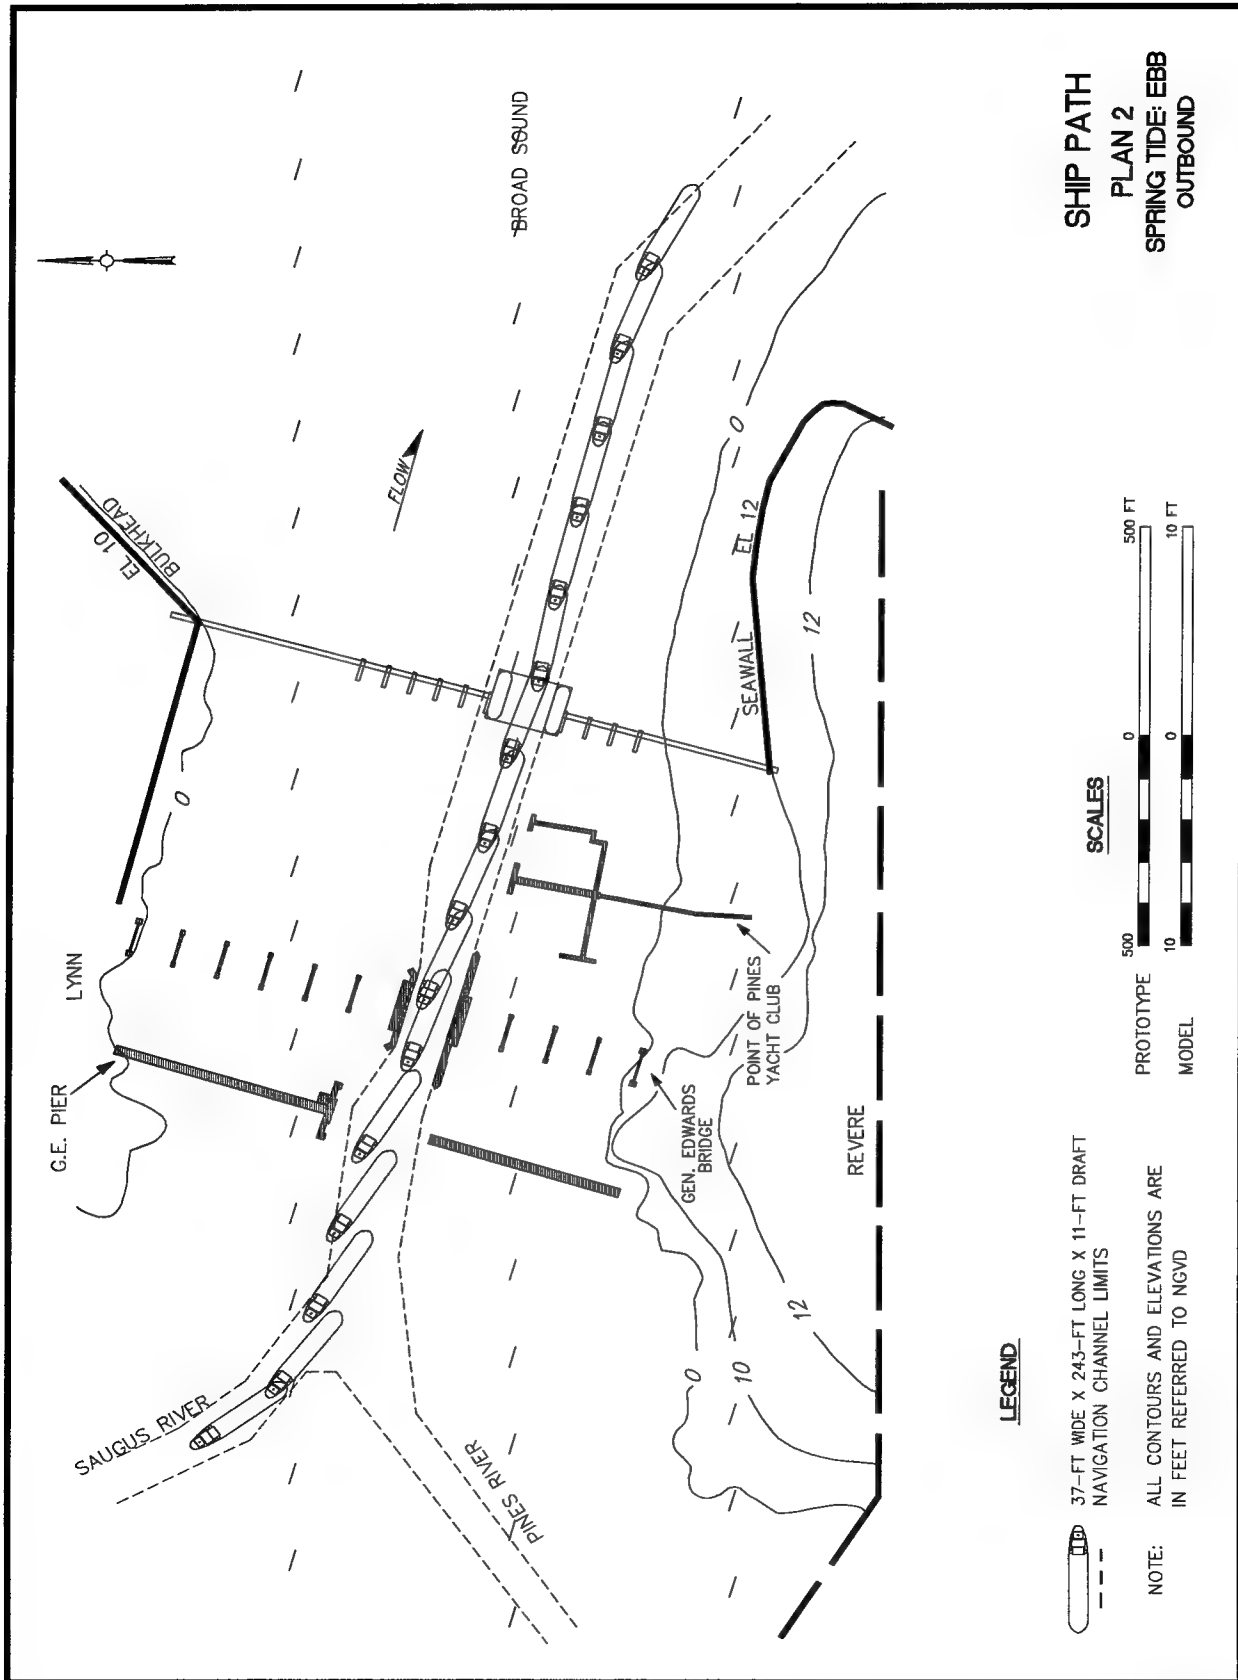 SHIP PATH
PLAN 2
SPRING TIDE: EBB
OUTBOUND
BROAD SOUND
FLOW
EL 10
BULKHEAD
LYNN
G.E. PIER
0
SAUGUS RIVER
PINES RIVER
SEAWALL EL 12
0
12
POINT OF PINES
YACHT CLUB
GEN. EDWARDS
BRIDGE
REVERE
12
10
0
SCALES
PROTOTYPE 500 0 500 FT
MODEL 10 0 10 FT
LEGEND
37-FT WIDE X 243-FT LONG X 11-FT DRAFT
NAVIGATION CHANNEL LIMITS
NOTE: ALL CONTOURS AND ELEVATIONS ARE
IN FEET REFERRED TO NGVD